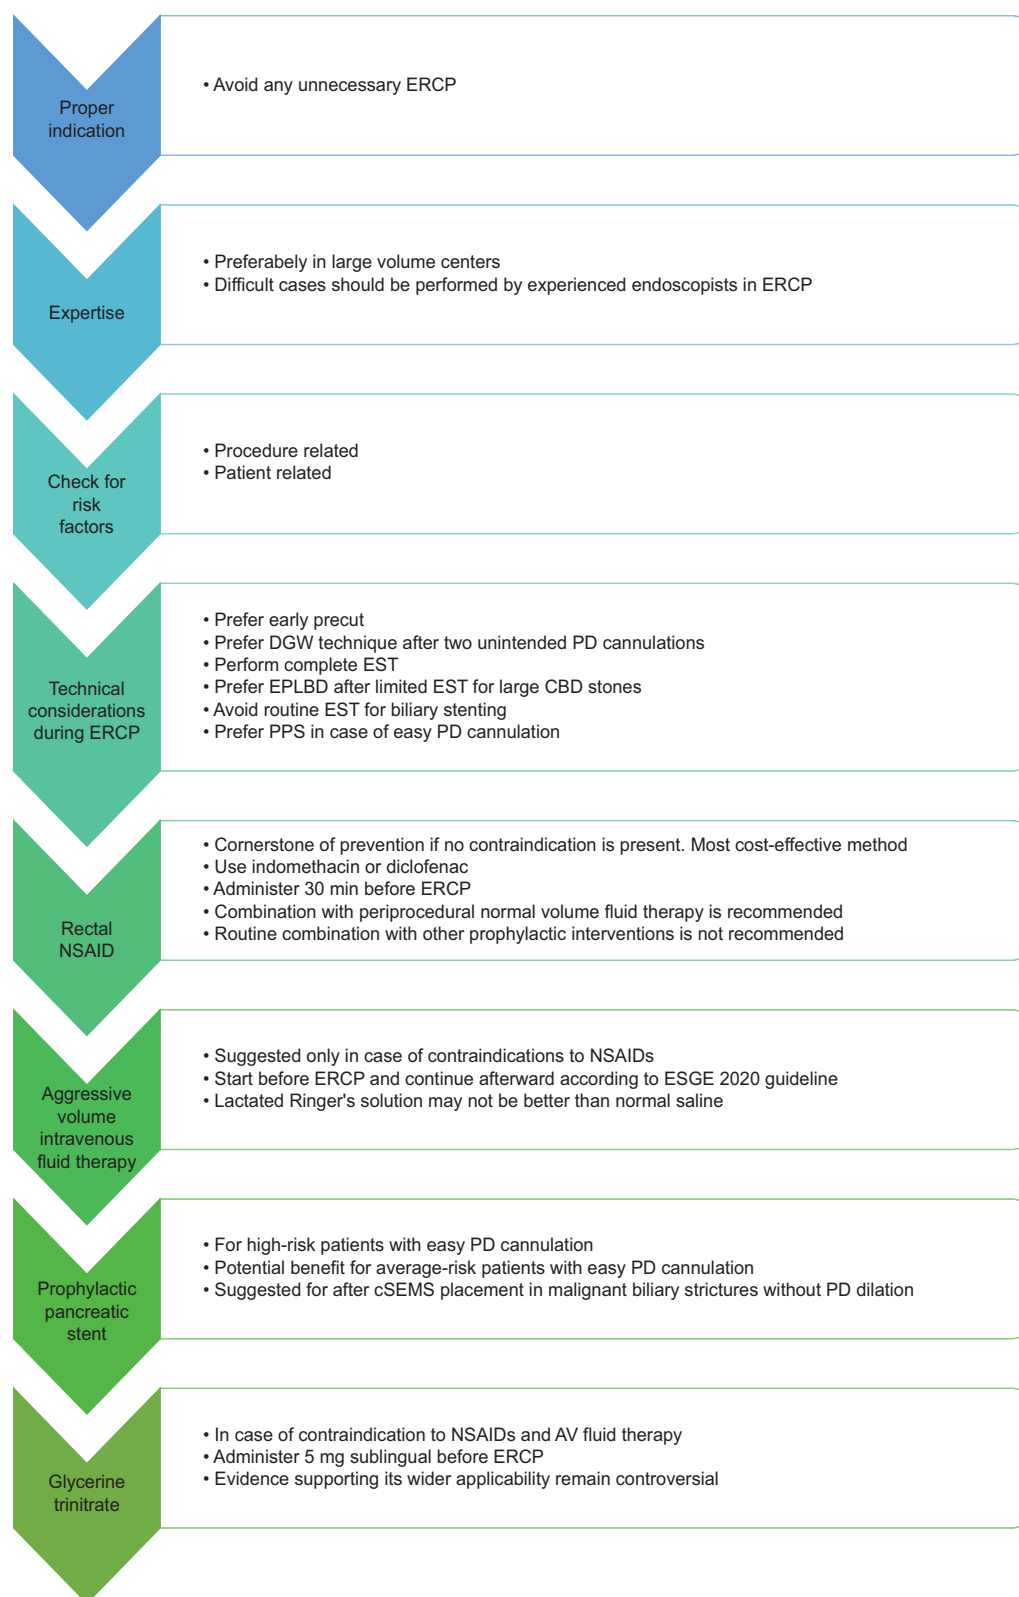 Proper
indication
• Avoid any unnecessary ERCP
Expertise
• Preferabely in large volume centers
• Difficult cases should be performed by experienced endoscopists in ERCP
Check for
risk
factors
• Procedure related
• Patient related
Technical
considerations
during ERCP
• Prefer early precut
• Prefer DGW technique after two unintended PD cannulations
• Perform complete EST
• Prefer EPLBD after limited EST for large CBD stones
• Avoid routine EST for biliary stenting
• Prefer PPS in case of easy PD cannulation
Rectal
NSAID
• Cornerstone of prevention if no contraindication is present. Most cost-effective method
• Use indomethacin or diclofenac
• Administer 30 min before ERCP
• Combination with periprocedural normal volume fluid therapy is recommended
• Routine combination with other prophylactic interventions is not recommended
Aggressive
volume
intravenous
fluid therapy
• Suggested only in case of contraindications to NSAIDs
• Start before ERCP and continue afterward according to ESGE 2020 guideline
• Lactated Ringer's solution may not be better than normal saline
Prophylactic
pancreatic
stent
• For high-risk patients with easy PD cannulation
• Potential benefit for average-risk patients with easy PD cannulation
• Suggested for after cSEMS placement in malignant biliary strictures without PD dilation
Glycerine
trinitrate
• In case of contraindication to NSAIDs and AV fluid therapy
• Administer 5 mg sublingual before ERCP
• Evidence supporting its wider applicability remain controversial